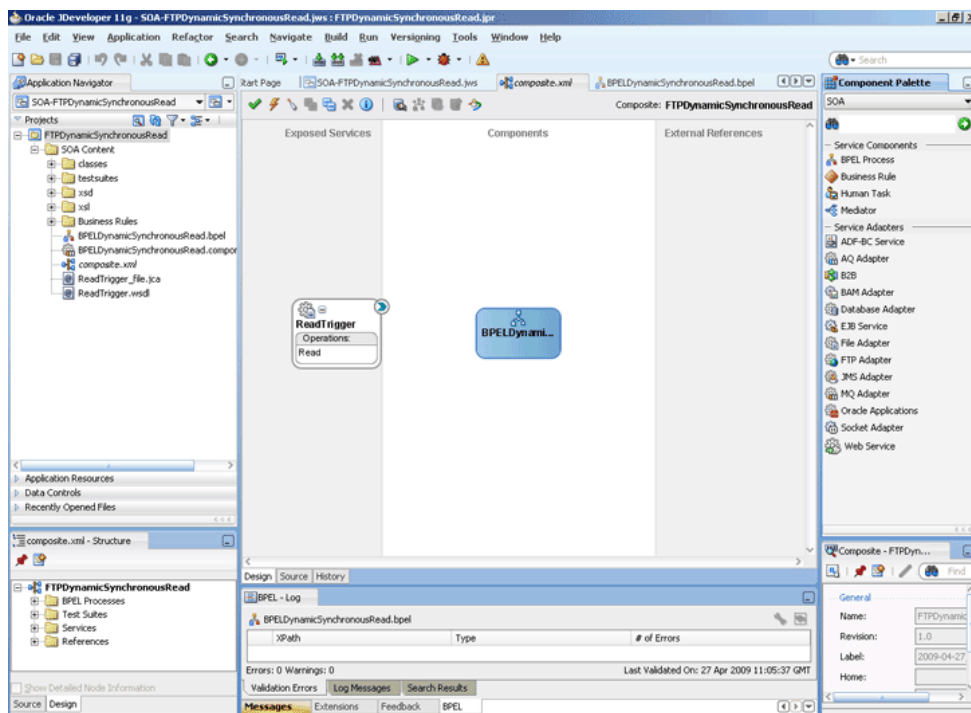 Oracle JDeveloper 11g - SOA-FTPDynamicSynchronousRead.jws : FTPDynamicSynchronousRead.jpr
File Edit View Application Refactor Search Navigate Build Run Versioning Tools Window Help
Search
Application Navigator
SOA-FTPDynamicSynchronousRead
Projects
FTPDynamicSynchronousRead
SOA Content
classes
testsuites
xsd
xsl
Business Rules
BPELDynamicSynchronousRead.bpel
BPELDynamicSynchronousRead.compor
composite.xml
ReadTrigger_file.jca
ReadTrigger.wsdl
Application Resources
Data Controls
Recently Opened Files
composite.xml - Structure
FTPDynamicSynchronousRead
BPEL Processes
Test Suites
Services
References
Show Detailed Node Information
Source Design
Start Page SOA-FTPDynamicSynchronousRead.jws composite.xml BPELDynamicSynchronousRead.bpel
Composite: FTPDynamicSynchronousRead
Exposed Services Components External References
ReadTrigger
Operations:
Read
BPELDynami...
Design Source History
BPEL - Log
BPELDynamicSynchronousRead.bpel
XPath Type # of Errors
Errors: 0 Warnings: 0 Last Validated On: 27 Apr 2009 11:05:37 GMT
Validation Errors Log Messages Search Results
Messages Extensions Feedback BPEL
Component Palette
SOA
Service Components
BPEL Process
Business Rule
Human Task
Mediator
Service Adapters
ADF-BC Service
AQ Adapter
B2B
BAM Adapter
Database Adapter
EJB Service
File Adapter
FTP Adapter
JMS Adapter
MQ Adapter
Oracle Applications
Socket Adapter
Web Service
Composite - FTPDyn...
Find
General
Name: FTPDynamic
Revision: 1.0
Label: 2009-04-27
Home: